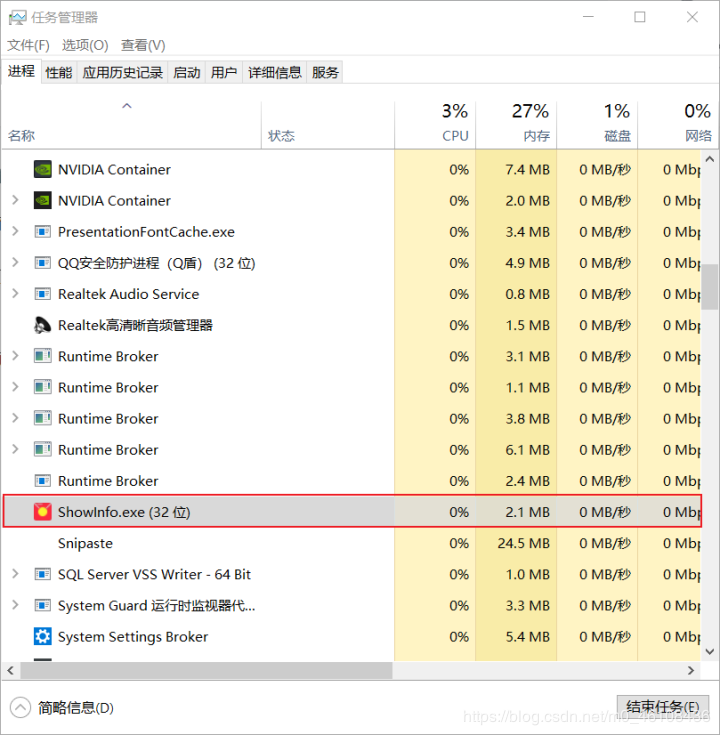 任务管理器
文件(F) 选项(O) 查看(V)
进程 性能 应用历史记录 启动 用户 详细信息 服务
3% 27% 1% 0%
名称 状态 CPU 内存 磁盘 网络
NVIDIA Container 0% 7.4 MB 0 MB/秒 0 Mbp
NVIDIA Container 0% 2.0 MB 0 MB/秒 0 Mbp
PresentationFontCache.exe 0% 3.4 MB 0 MB/秒 0 Mbp
QQ安全防护进程（Q盾） (32 位) 0% 4.9 MB 0 MB/秒 0 Mbp
Realtek Audio Service 0% 0.8 MB 0 MB/秒 0 Mbp
Realtek高清晰音频管理器 0% 1.5 MB 0 MB/秒 0 Mbp
Runtime Broker 0% 3.1 MB 0 MB/秒 0 Mbp
Runtime Broker 0% 1.1 MB 0 MB/秒 0 Mbp
Runtime Broker 0% 3.8 MB 0 MB/秒 0 Mbp
Runtime Broker 0% 6.1 MB 0 MB/秒 0 Mbp
Runtime Broker 0% 2.4 MB 0 MB/秒 0 Mbp
ShowInfo.exe (32 位) 0% 2.1 MB 0 MB/秒 0 Mbp
Snipaste 0% 24.5 MB 0 MB/秒 0 Mbp
SQL Server VSS Writer - 64 Bit 0% 1.0 MB 0 MB/秒 0 Mbp
System Guard 运行时监视器代... 0% 3.3 MB 0 MB/秒 0 Mbp
System Settings Broker 0% 5.4 MB 0 MB/秒 0 Mbp
简略信息(D) 结束任务(E)